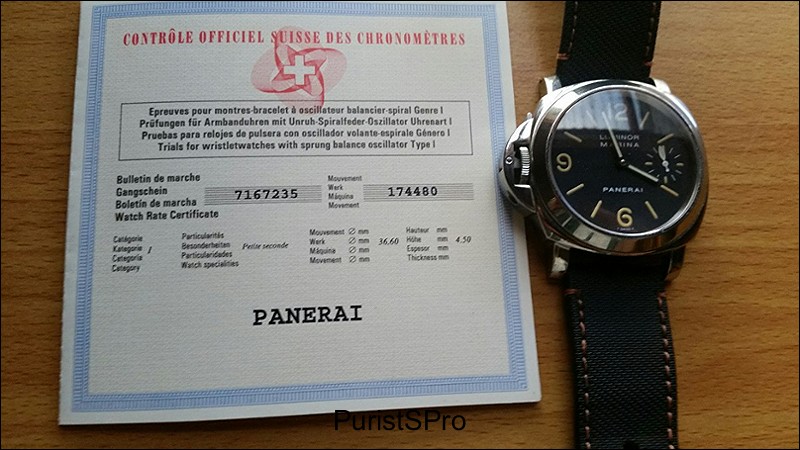 CONTRÔLE OFFICIEL SUISSE DES CHRONOMÈTRES
Epreuves pour montres-bracelet à oscillateur balancier-spiral Genre I
Prüfungen für Armbanduhren mit Unruh-Spiralfeder-Oszillator Uhrenart I
Pruebas para relojes de pulsera con oscillador volante-espirale Género I
Trials for wristletwatches with sprung balance oscillator Type I
Bulletin de marche
Gangschein
Boletín de marcha
Watch Rate Certificate
7167235
Mouvement
Werk
Máquina
Movement
174480
Catégorie
Kategorie
Categoría
Category
I
Particularités
Besonderheiten
Particularidades
Watch specialities
Petite seconde
Mouvement ∅ mm
Werk ∅ mm
Máquina ∅ mm
Movement ∅ mm
36.60
Hauteur mm
Höhe mm
Espesor mm
Thickness mm
4.50
PANERAI
12
LUMINOR
MARINA
9
PANERAI
6
PuristSPro